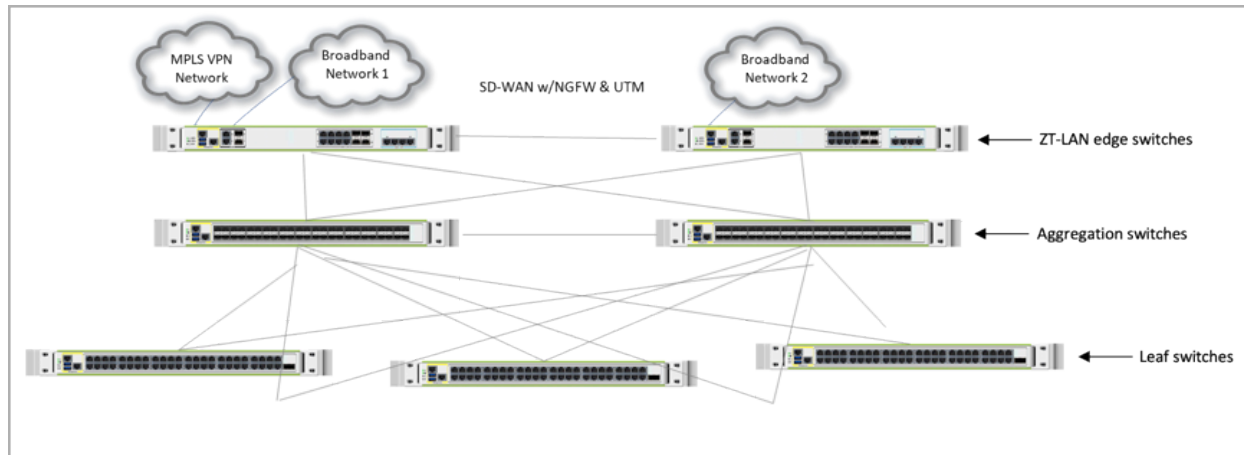 MPLS VPN
Network
Broadband
Network 1
SD-WAN w/NGFW & UTM
Broadband
Network 2
ZT-LAN edge switches
Aggregation switches
Leaf switches